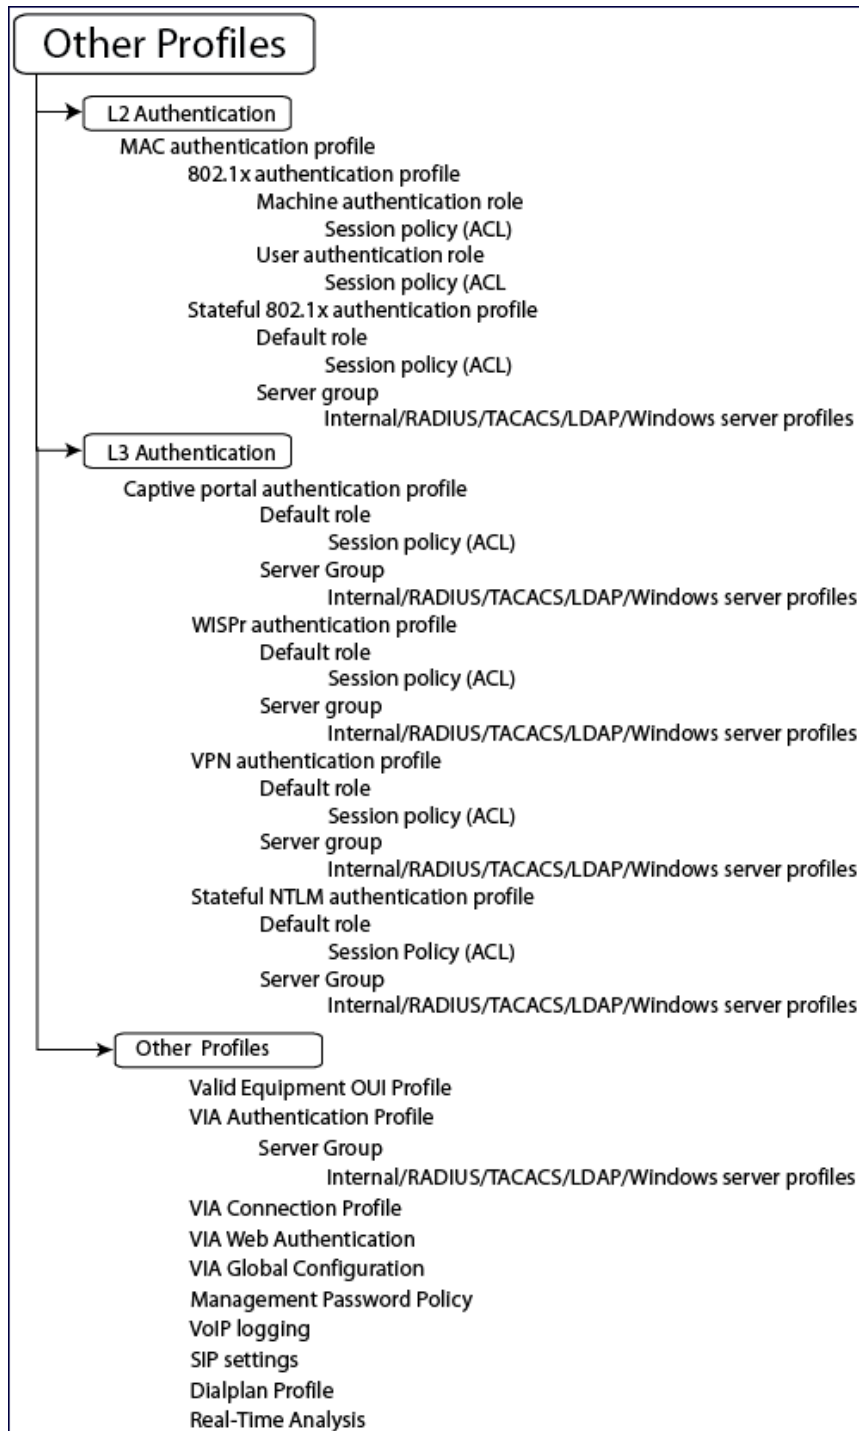 Other Profiles
L2 Authentication
MAC authentication profile
802.1x authentication profile
Machine authentication role
Session policy (ACL)
User authentication role
Session policy (ACL
Stateful 802.1x authentication profile
Default role
Session policy (ACL)
Server group
Internal/RADIUS/TACACS/LDAP/Windows server profiles
L3 Authentication
Captive portal authentication profile
Default role
Session policy (ACL)
Server Group
Internal/RADIUS/TACACS/LDAP/Windows server profiles
WISPr authentication profile
Default role
Session policy (ACL)
Server group
Internal/RADIUS/TACACS/LDAP/Windows server profiles
VPN authentication profile
Default role
Session policy (ACL)
Server group
Internal/RADIUS/TACACS/LDAP/Windows server profiles
Stateful NTLM authentication profile
Default role
Session Policy (ACL)
Server Group
Internal/RADIUS/TACACS/LDAP/Windows server profiles
Other Profiles
Valid Equipment OUI Profile
VIA Authentication Profile
Server Group
Internal/RADIUS/TACACS/LDAP/Windows server profiles
VIA Connection Profile
VIA Web Authentication
VIA Global Configuration
Management Password Policy
VoIP logging
SIP settings
Dialplan Profile
Real-Time Analysis